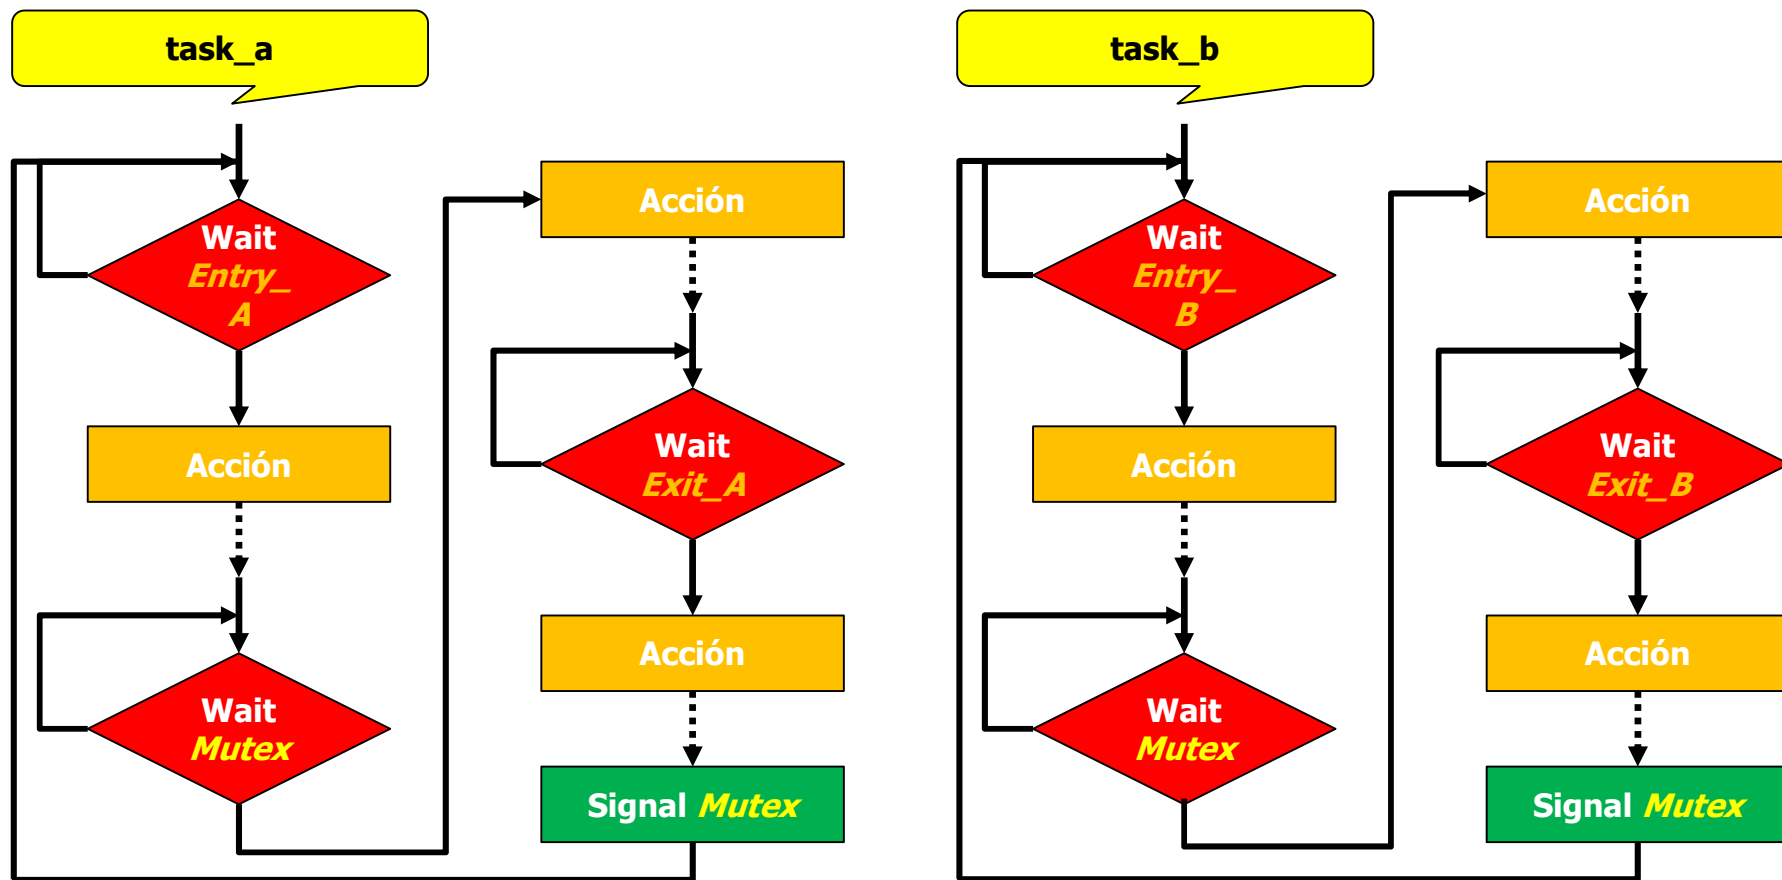 task_a
Wait
Entry_
A
Acción
Wait
Mutex
Acción
Wait
Exit_A
Acción
Signal Mutex
task_b
Wait
Entry_
B
Acción
Wait
Mutex
Acción
Wait
Exit_B
Acción
Signal Mutex